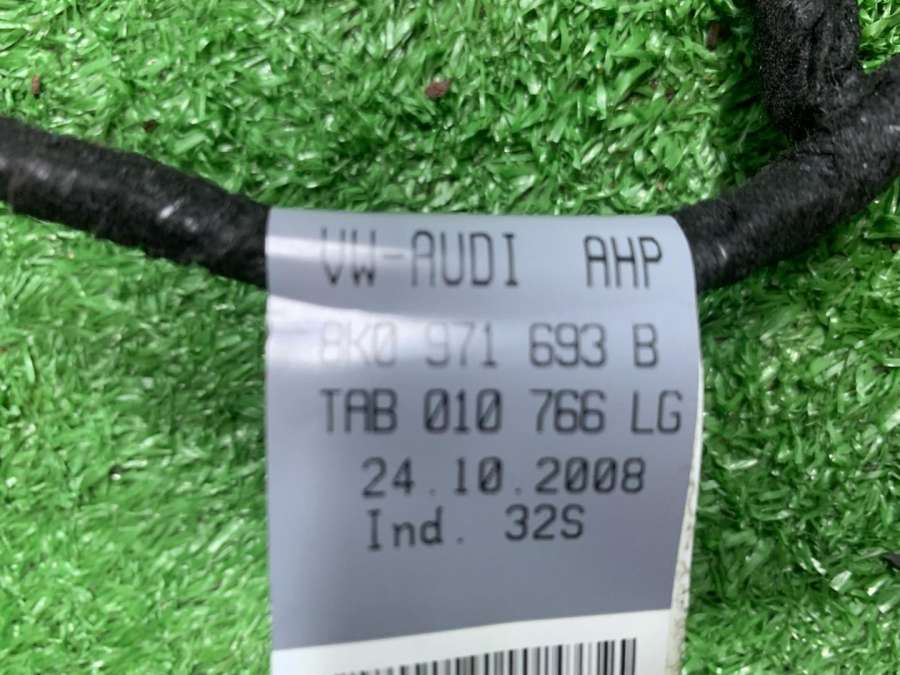 VW-AUDI AHP
8K0 971 693 B
TAB 010 766 LG
24.10.2008
Ind. 32S